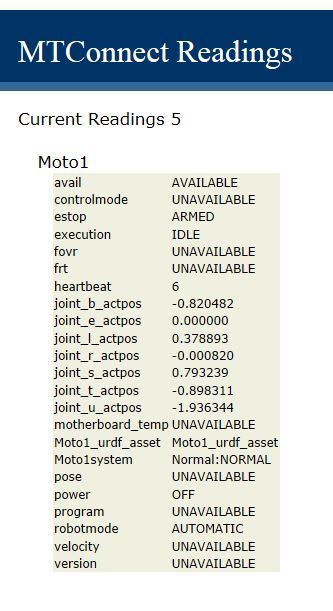 MTConnect Readings
Current Readings 5
Moto1
avail AVAILABLE
controlmode UNAVAILABLE
estop ARMED
execution IDLE
fovr UNAVAILABLE
frt UNAVAILABLE
heartbeat 6
joint_b_actpos -0.820482
joint_e_actpos 0.000000
joint_l_actpos 0.378893
joint_r_actpos -0.000820
joint_s_actpos 0.793239
joint_t_actpos -0.898311
joint_u_actpos -1.936344
motherboard_temp UNAVAILABLE
Moto1_urdf_asset Moto1_urdf_asset
Moto1system Normal:NORMAL
pose UNAVAILABLE
power OFF
program UNAVAILABLE
robotmode AUTOMATIC
velocity UNAVAILABLE
version UNAVAILABLE